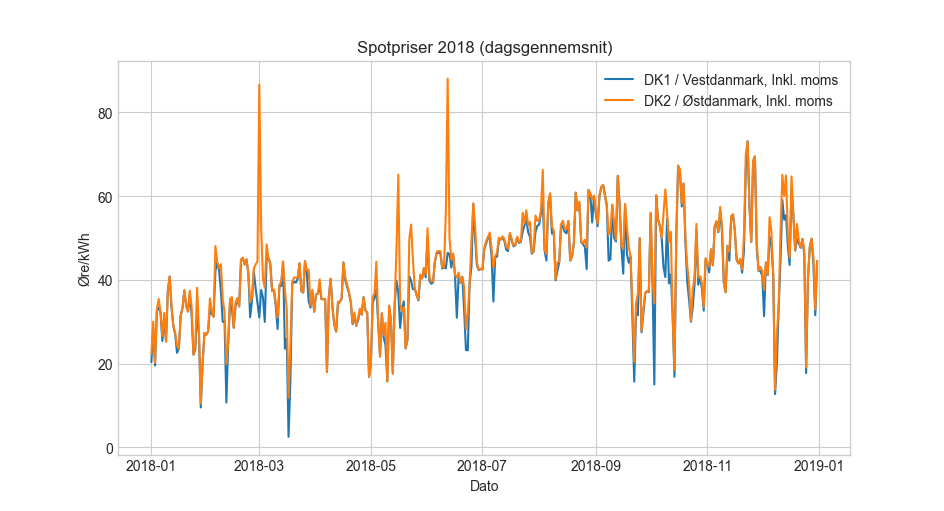 Spotpriser 2018 (dagsgennemsnit)
DK1 / Vestdanmark, Inkl. moms
DK2 / Østdanmark, Inkl. moms
Øre/kWh
80
60
40
20
0
2018-01 2018-03 2018-05 2018-07 2018-09 2018-11 2019-01
Dato